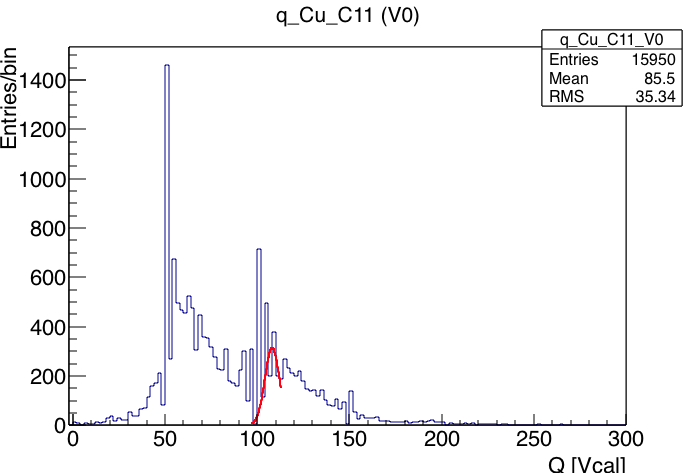 q_Cu_C11 (V0)
q_Cu_C11_V0
Entries 15950
Mean 85.5
RMS 35.34
Entries/bin
1400
1200
1000
800
600
400
200
0
0 50 100 150 200 250 300
Q [Vcal]